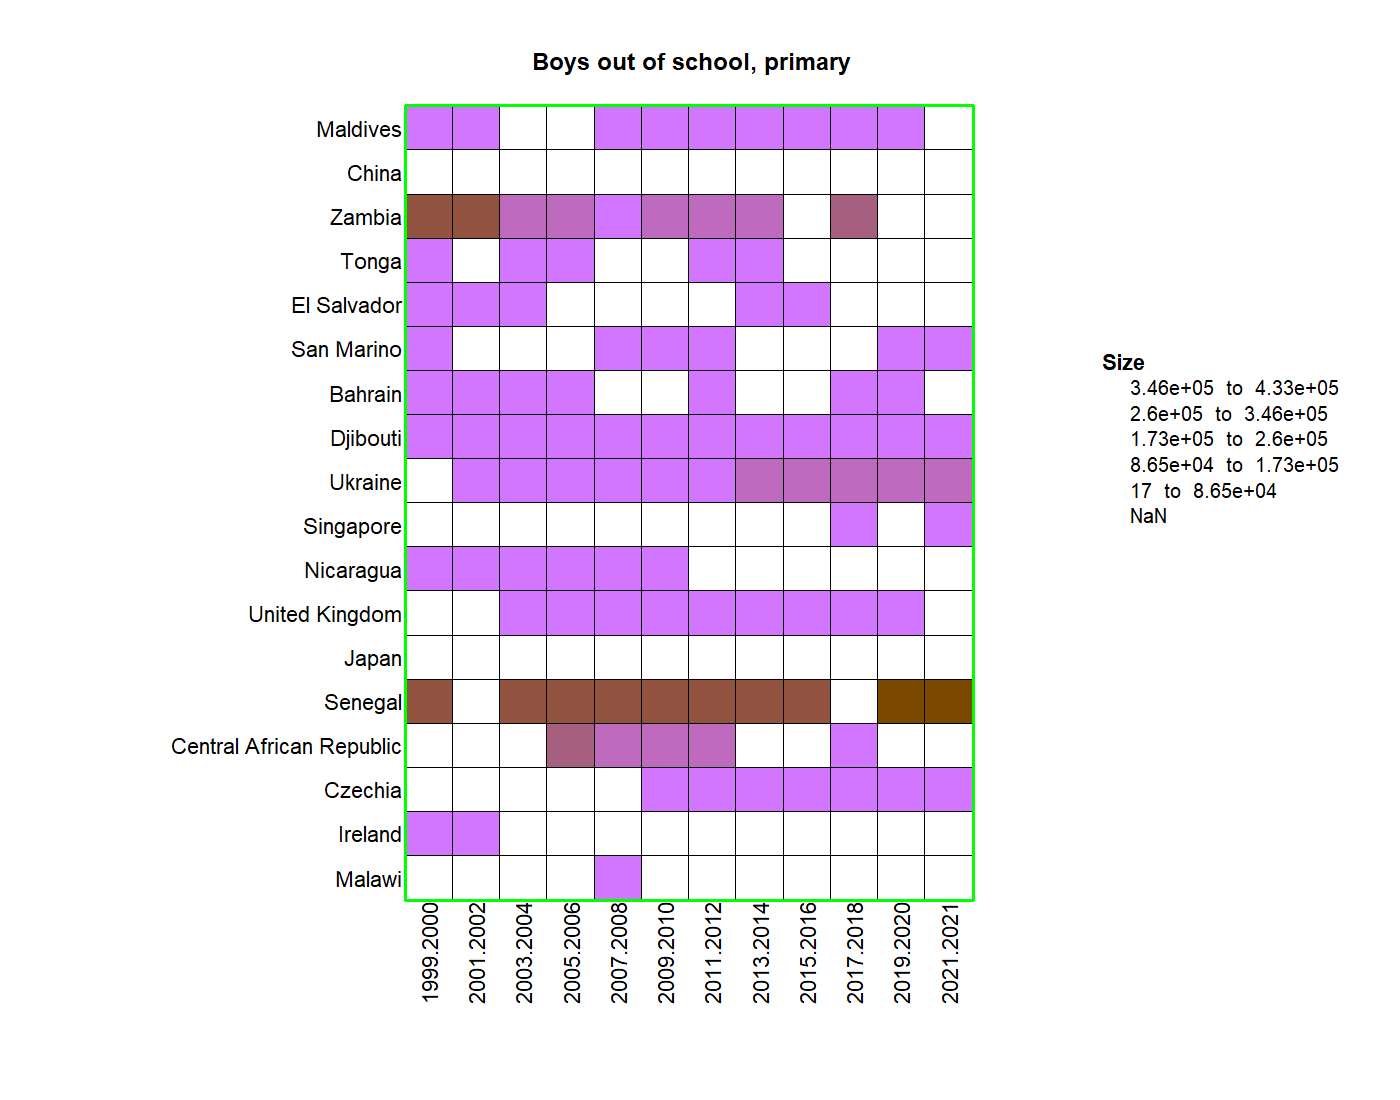 Boys out of school, primary
Maldives
China
Zambia
Tonga
El Salvador
San Marino
Bahrain
Djibouti
Ukraine
Singapore
Nicaragua
United Kingdom
Japan
Senegal
Central African Republic
Czechia
Ireland
Malawi
1999.2000
2001.2002
2003.2004
2005.2006
2007.2008
2009.2010
2011.2012
2013.2014
2015.2016
2017.2018
2019.2020
2021.2021
Size
3.46e+05 to 4.33e+05
2.6e+05 to 3.46e+05
1.73e+05 to 2.6e+05
8.65e+04 to 1.73e+05
17 to 8.65e+04
NaN